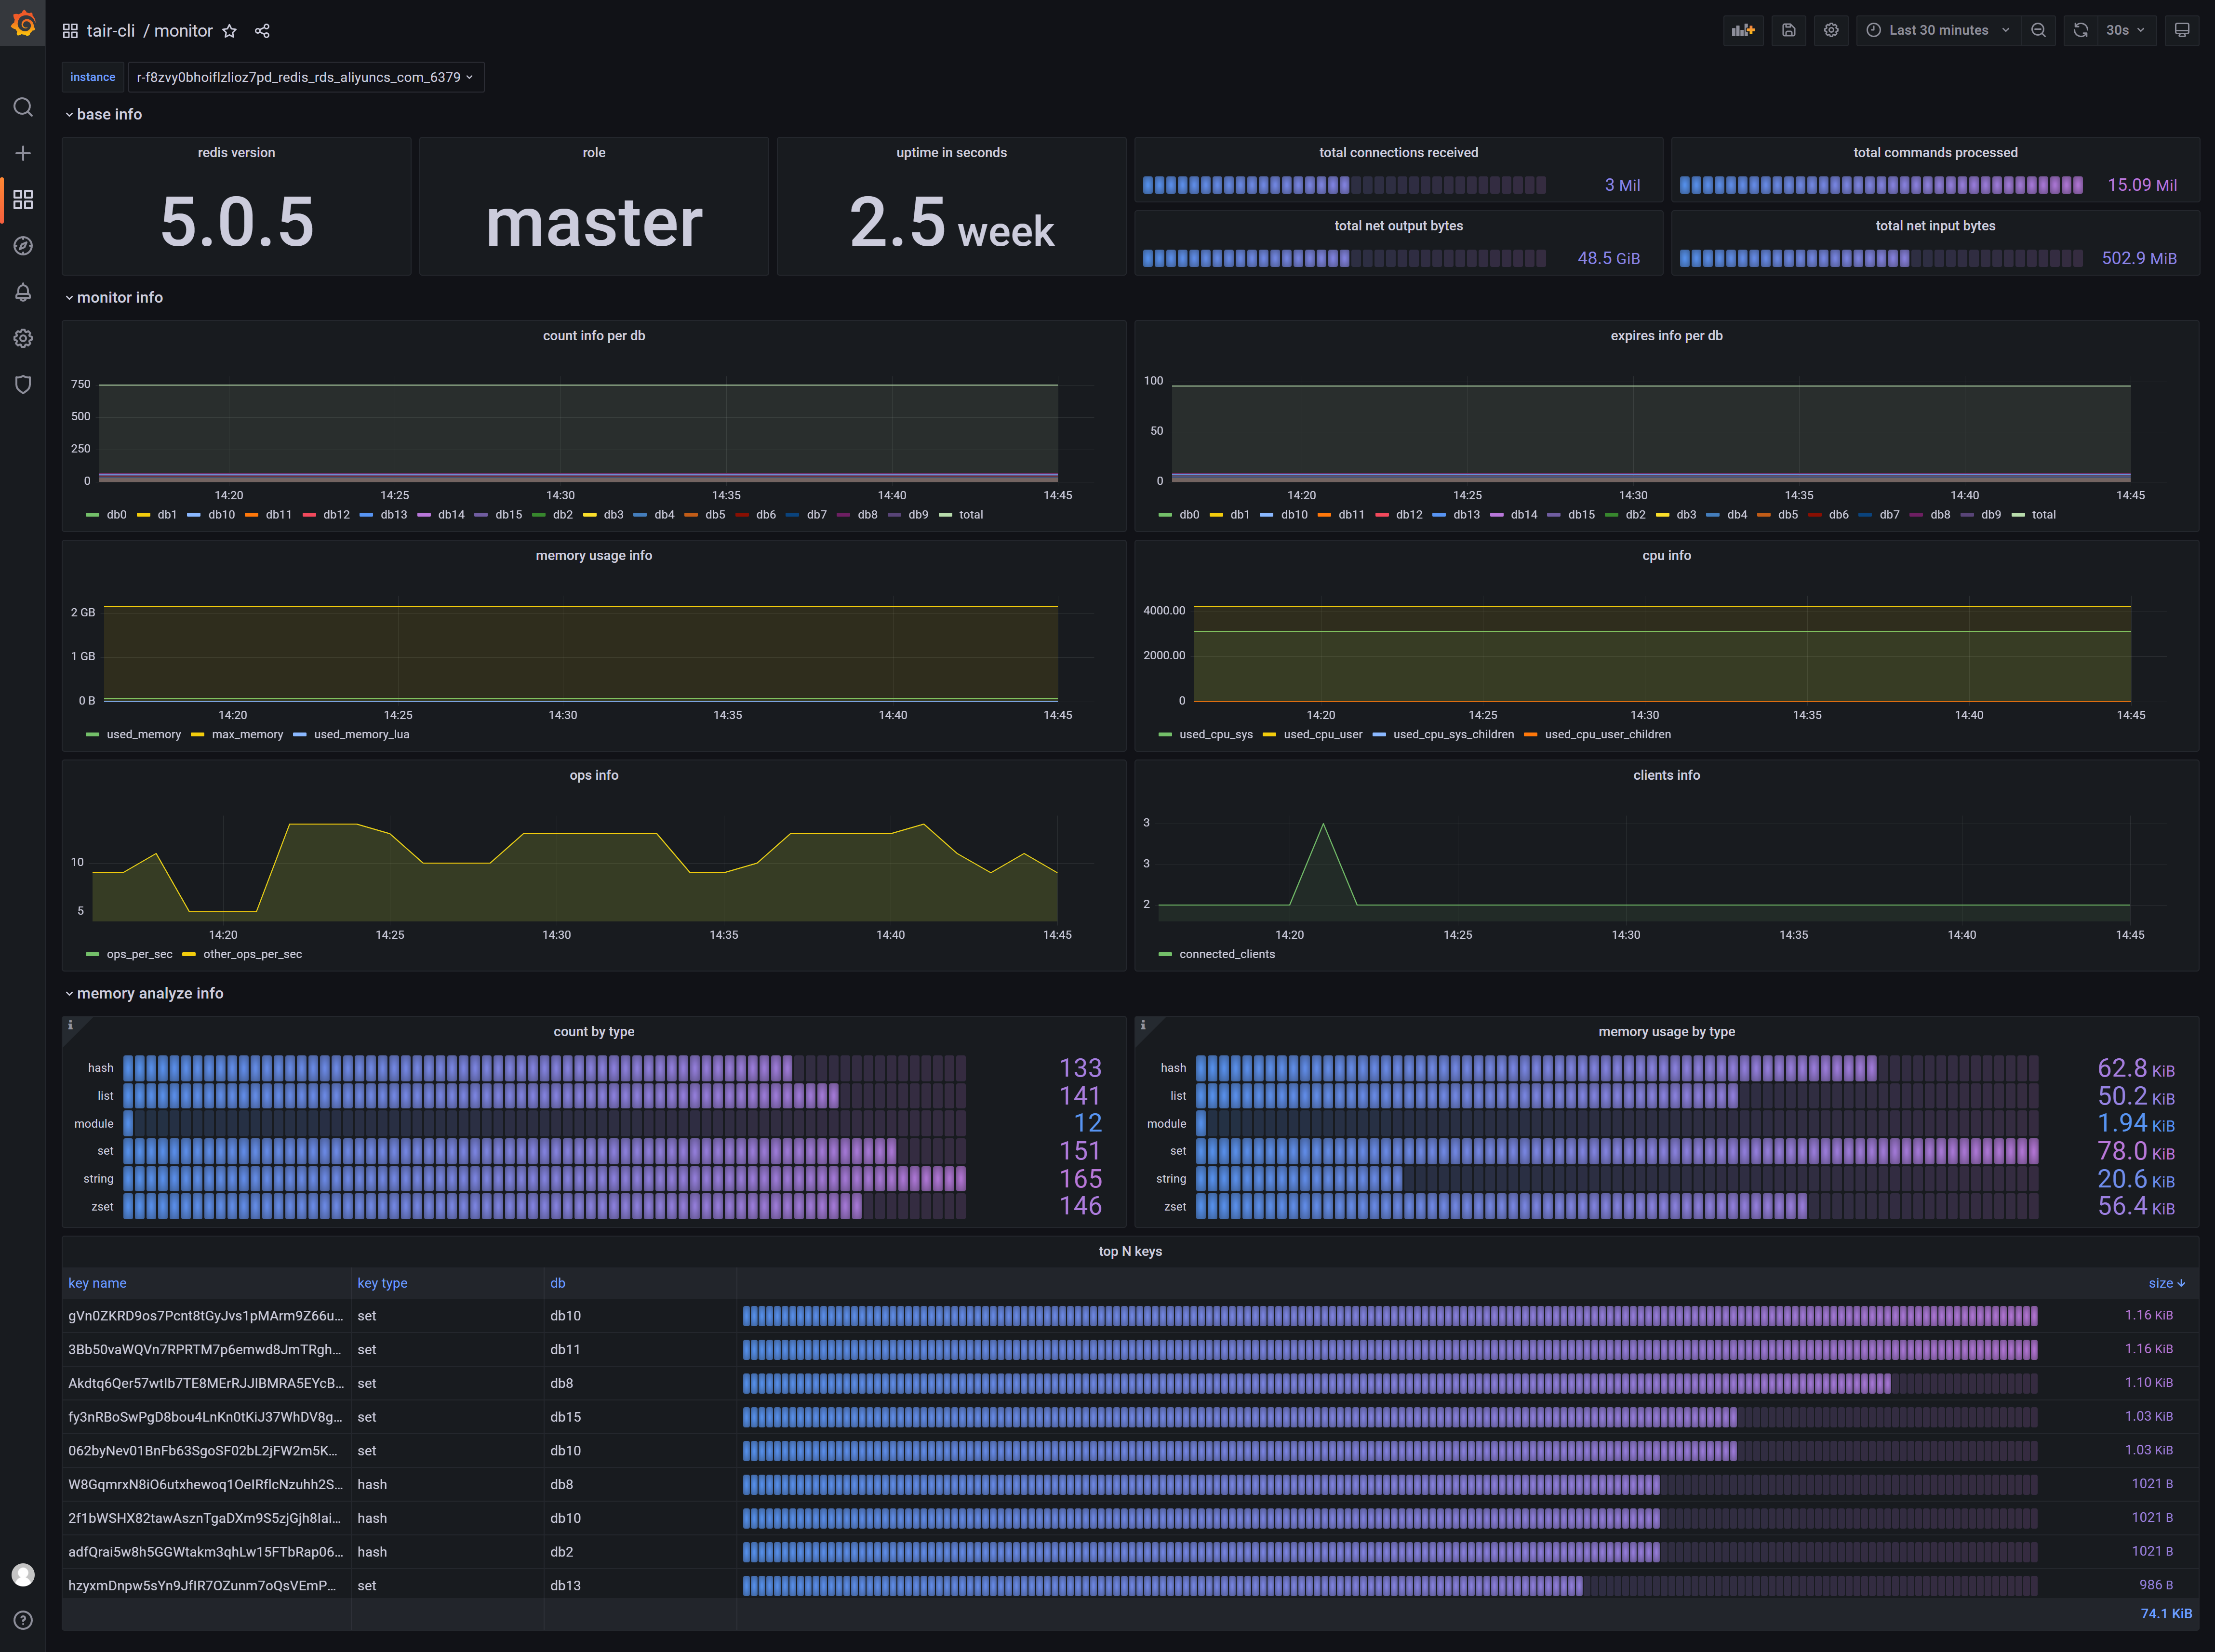 tair-cli / monitor
Last 30 minutes
30s
instance r-f8zvy0bhoiflzlioz7pd_redis_rds_aliyuncs_com_6379
base info
redis version
5.0.5
role
master
uptime in seconds
2.5 week
total connections received
3 Mil
total commands processed
15.09 Mil
total net output bytes
48.5 GiB
total net input bytes
502.9 MiB
monitor info
count info per db
750
500
250
0
14:20 14:25 14:30 14:35 14:40 14:45
db0 db1 db10 db11 db12 db13 db14 db15 db2 db3 db4 db5 db6 db7 db8 db9 total
expires info per db
100
50
0
14:20 14:25 14:30 14:35 14:40 14:45
db0 db1 db10 db11 db12 db13 db14 db15 db2 db3 db4 db5 db6 db7 db8 db9 total
memory usage info
2 GB
1 GB
0 B
14:20 14:25 14:30 14:35 14:40 14:45
used_memory max_memory used_memory_lua
cpu info
4000.00
2000.00
0
14:20 14:25 14:30 14:35 14:40 14:45
used_cpu_sys used_cpu_user used_cpu_sys_children used_cpu_user_children
ops info
10
5
14:20 14:25 14:30 14:35 14:40 14:45
ops_per_sec other_ops_per_sec
clients info
3
3
2
14:20 14:25 14:30 14:35 14:40 14:45
connected_clients
memory analyze info
count by type
hash 133
list 141
module 12
set 151
string 165
zset 146
memory usage by type
hash 62.8 KiB
list 50.2 KiB
module 1.94 KiB
set 78.0 KiB
string 20.6 KiB
zset 56.4 KiB
top N keys
key name key type db size
gVn0ZKRD9os7Pcnt8tGyJvs1pMArm9Z66u... set db10 1.16 KiB
3Bb50vaWQVn7RPRTM7p6emwd8JmTRgh... set db11 1.16 KiB
Akdtq6Qer57wtIb7TE8MErRJJIBMRA5EYcB... set db8 1.10 KiB
fy3nRBoSwPgD8bou4LnKn0tKiJ37WhDV8g... set db15 1.03 KiB
062byNev01BnFb63SgoSF02bL2jFW2m5K... set db10 1.03 KiB
W8GqmrxN8iO6utxhewoq1OeIRflcNzuhh2S... hash db8 1021 B
2f1bWSHX82tawAsznTgaDXm9S5zjGjh8Iai... hash db10 1021 B
adfQrai5w8h5GGWtakm3qhLw15FTbRap06... hash db2 1021 B
hzyxmDnpw5sYn9JfIR7OZunm7oQsVEmP... set db13 986 B
74.1 KiB